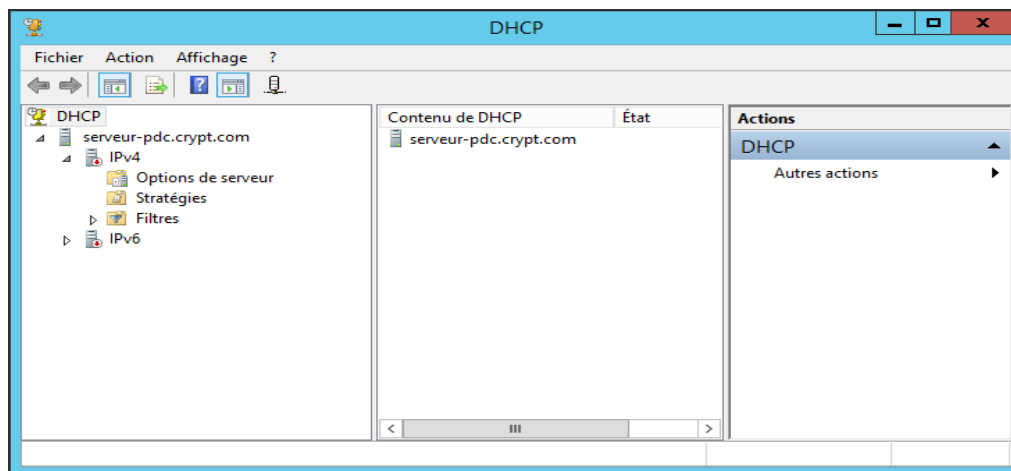 DHCP
Fichier Action Affichage ?
DHCP
serveur-pdc.crypt.com
IPv4
Options de serveur
Stratégies
Filtres
IPv6
Contenu de DHCP État
serveur-pdc.crypt.com
Actions
DHCP
Autres actions